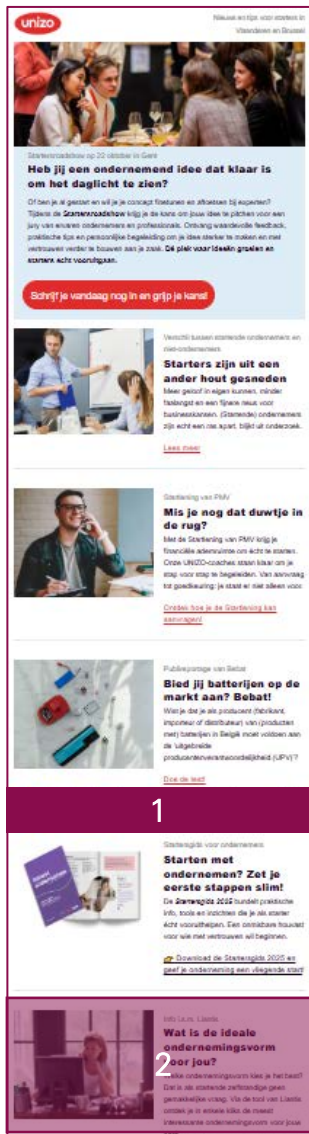 unizo
Nieuws en tips voor starters in
Vlaanderen en Brussel
Startersroadshow op 22 oktober in Gent
Heb jij een ondernemend idee dat klaar is
om het daglicht te zien?
Of ben je al gestart en wil je je concept finetunen en aftoetsen bij experten?
Tijdens de Startersroadshow krijg je de kans om jouw idee te pitchen voor een
jury van ervaren ondernemers en professionals. Ontvang waardevolle feedback,
praktische tips en persoonlijke begeleiding om je idee sterker te maken en met
vertrouwen verder te bouwen aan je zaak. Dé plek waar ideeën groeien en
starters echt vooruitgaan.
Schrijf je vandaag nog in en grijp je kans!
Verschil tussen startende ondernemers en
niet-ondernemers
Starters zijn uit een
ander hout gesneden
Meer geloof in eigen kunnen, minder
faalangst en een fijnere neus voor
businesskansen. (Startende) ondernemers
zijn echt een ras apart, blijkt uit onderzoek.
Lees meer
Startlening van PMV
Mis je nog dat duwtje in
de rug?
Met de Startlening van PMV krijg je
financiële ademruimte om écht te starten.
Onze UNIZO-coaches staan klaar om je
stap voor stap te begeleiden. Van aanvraag
tot goedkeuring: je staat er niet alleen voor.
Ontdek hoe je de Startlening kan
aanvragen!
Publireportage van Bebat
Bied jij batterijen op de
markt aan? Bebat!
Wist je dat je als producent (fabrikant,
importeur of distributeur) van (producten
met) batterijen in België moet voldoen aan
de 'uitgebreide
producentenverantwoordelijkheid (UPV)'?
Doe de test!
1
Startersgids voor ondernemers
Starten met
ondernemen? Zet je
eerste stappen slim!
De Startersgids 2025 bundelt praktische
info, tools en inzichten die je als starter
écht vooruithelpen. Een onmisbare houvast
voor wie met vertrouwen wil beginnen.
👉 Download de Startersgids 2025 en
geef je onderneming een vliegende start!
Info i.s.m. Liantis
Wat is de ideale
ondernemingsvorm
voor jou?
2
Welke ondernemingsvorm kies je het best?
Dat is als startende zelfstandige geen
gemakkelijke vraag. Via de tool van Liantis
ontdek je in enkele kliks de meest
interessante ondernemingsvorm voor jouw